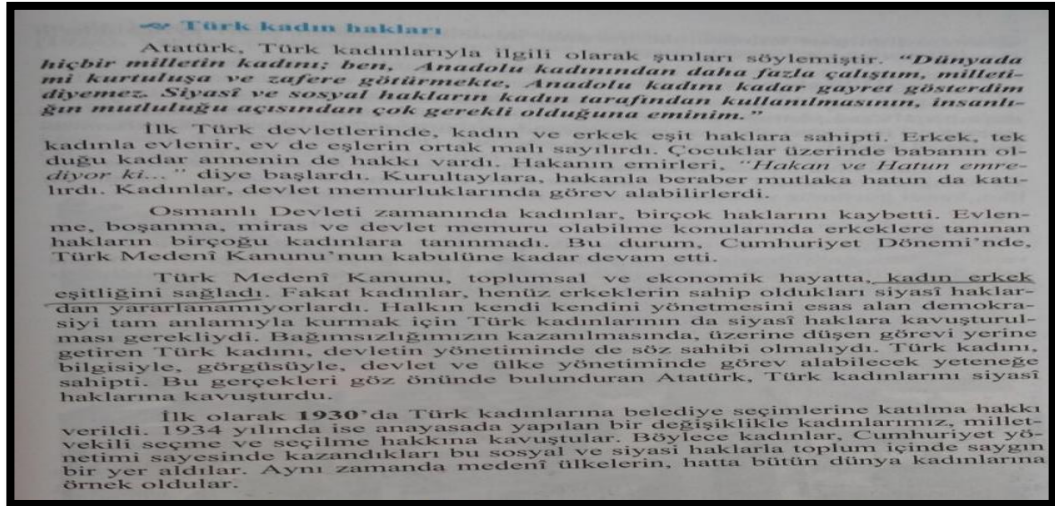 Türk kadın hakları
Atatürk, Türk kadınlarıyla ilgili olarak şunları söylemiştir. "Dünyada
hiçbir milletin kadını; ben, Anadolu kadınından daha fazla çalıştım, milleti-
mi kurtuluşa ve zafere götürmekte, Anadolu kadını kadar gayret gösterdim
diyemez. Siyasî ve sosyal hakların kadın tarafından kullanılmasının, insanlı-
ğın mutluluğu açısından çok gerekli olduğuna eminim."
İlk Türk devletlerinde, kadın ve erkek eşit haklara sahipti. Erkek, tek
kadınla evlenir, ev de eşlerin ortak malı sayılırdı. Çocuklar üzerinde babanın ol-
duğu kadar annenin de hakkı vardı. Hakanın emirleri, "Hakan ve Hatun emre-
diyor ki..." diye başlardı. Kurultaylara, hakanla beraber mutlaka hatun da katı-
lırdı. Kadınlar, devlet memurluklarında görev alabilirlerdi.
Osmanlı Devleti zamanında kadınlar, birçok haklarını kaybetti. Evlen-
me, boşanma, miras ve devlet memuru olabilme konularında erkeklere tanınan
hakların birçoğu kadınlara tanınmadı. Bu durum, Cumhuriyet Dönemi'nde,
Türk Medenî Kanunu'nun kabulüne kadar devam etti.
Türk Medenî Kanunu, toplumsal ve ekonomik hayatta, kadın erkek
eşitliğini sağladı. Fakat kadınlar, henüz erkeklerin sahip oldukları siyasî haklar-
dan yararlanamıyorlardı. Halkın kendi kendini yönetmesini esas alan demokra-
siyi tam anlamıyla kurmak için Türk kadınlarının da siyasî haklara kavuşturul-
ması gerekliydi. Bağımsızlığımızın kazanılmasında, üzerine düşen görevi yerine
getiren Türk kadını, devletin yönetiminde de söz sahibi olmalıydı. Türk kadını,
bilgisiyle, görgüsüyle, devlet ve ülke yönetiminde görev alabilecek yeteneğe
sahipti. Bu gerçekleri göz önünde bulunduran Atatürk, Türk kadınlarını siyasî
haklarına kavuşturdu.
İlk olarak 1930'da Türk kadınlarına belediye seçimlerine katılma hakkı
verildi. 1934 yılında ise anayasada yapılan bir değişiklikle kadınlarımız, millet-
vekili seçme ve seçilme hakkına kavuştular. Böylece kadınlar, Cumhuriyet yö-
netimi sayesinde kazandıkları bu sosyal ve siyasi haklarla toplum içinde saygın
bir yer aldılar. Aynı zamanda medenî ülkelerin, hatta bütün dünya kadınlarına
örnek oldular.